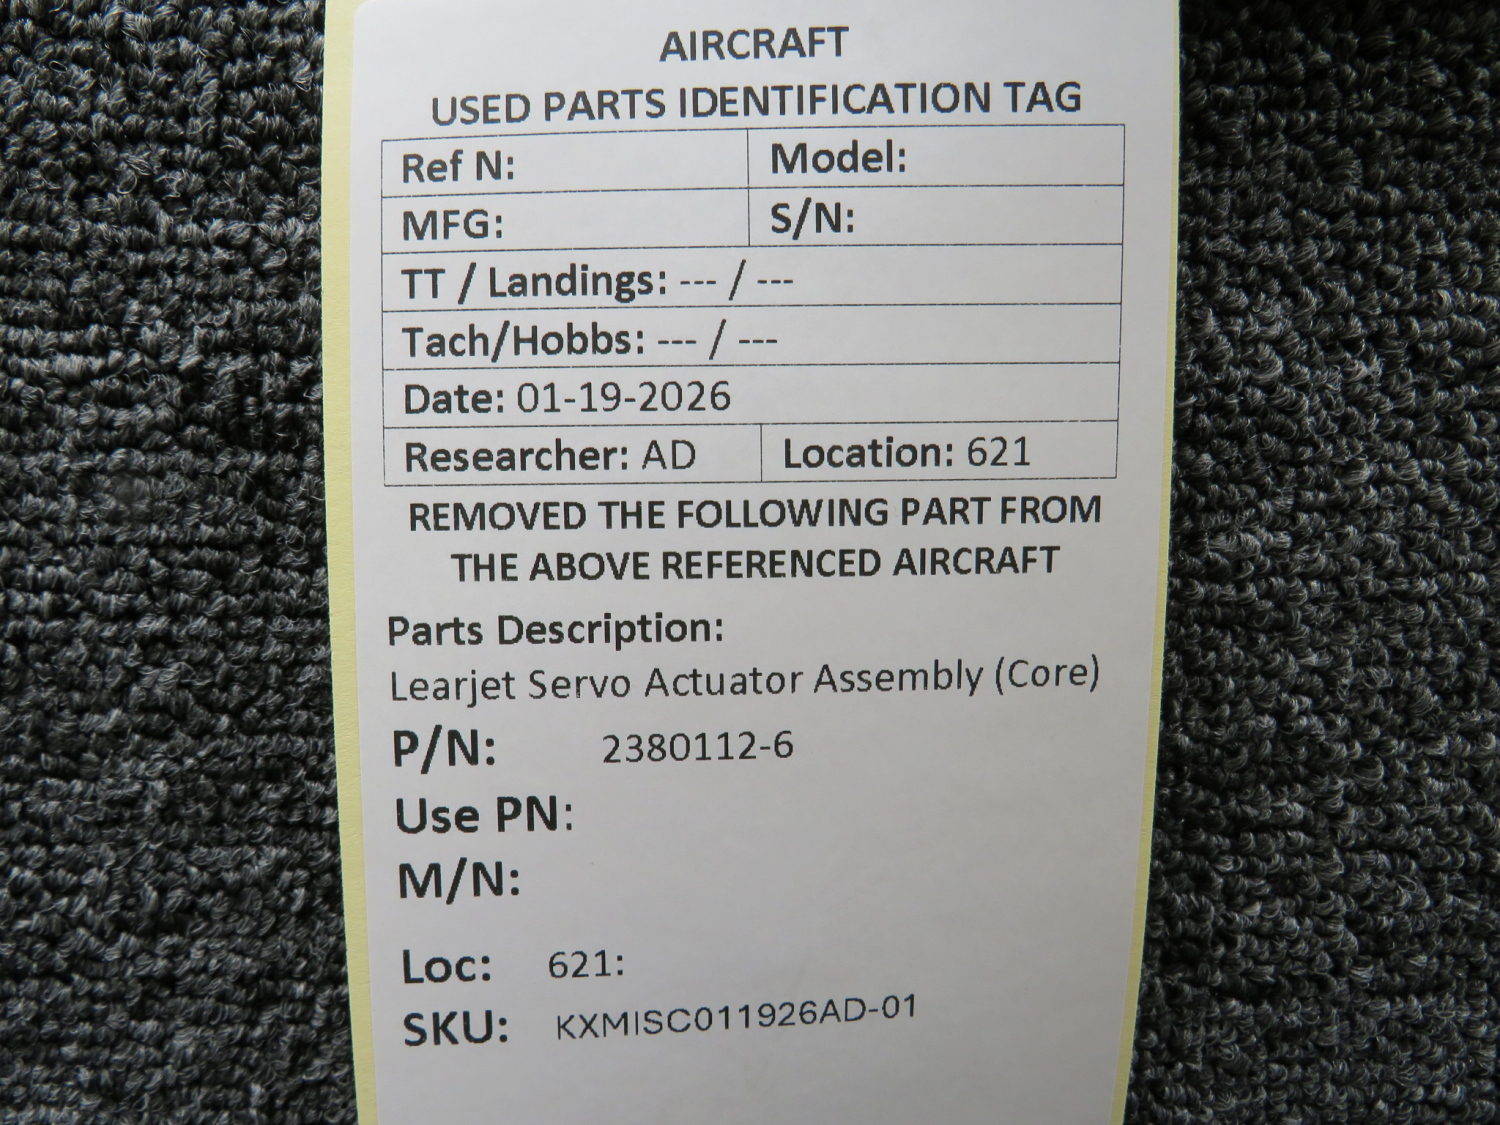 AIRCRAFT
USED PARTS IDENTIFICATION TAG
Ref N: Model:
MFG: S/N:
TT / Landings: --- / ---
Tach/Hobbs: --- / ---
Date: 01-19-2026
Researcher: AD Location: 621
REMOVED THE FOLLOWING PART FROM
THE ABOVE REFERENCED AIRCRAFT
Parts Description:
Learjet Servo Actuator Assembly (Core)
P/N: 2380112-6
Use PN:
M/N:
Loc: 621:
SKU: KXMISC011926AD-01